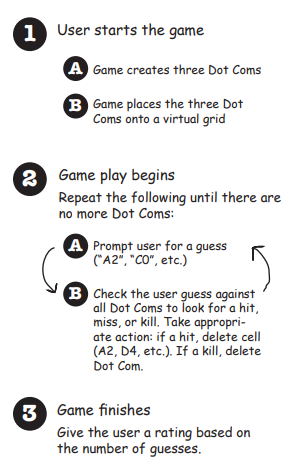 1 User starts the game
A Game creates three Dot Coms
B Game places the three Dot
Coms onto a virtual grid
2 Game play begins
Repeat the following until there are
no more Dot Coms:
A Prompt user for a guess
("A2", "C0", etc.)
B Check the user guess against
all Dot Coms to look for a hit,
miss, or kill. Take appropri-
ate action: if a hit, delete cell
(A2, D4, etc.). If a kill, delete
Dot Com.
3 Game finishes
Give the user a rating based on
the number of guesses.